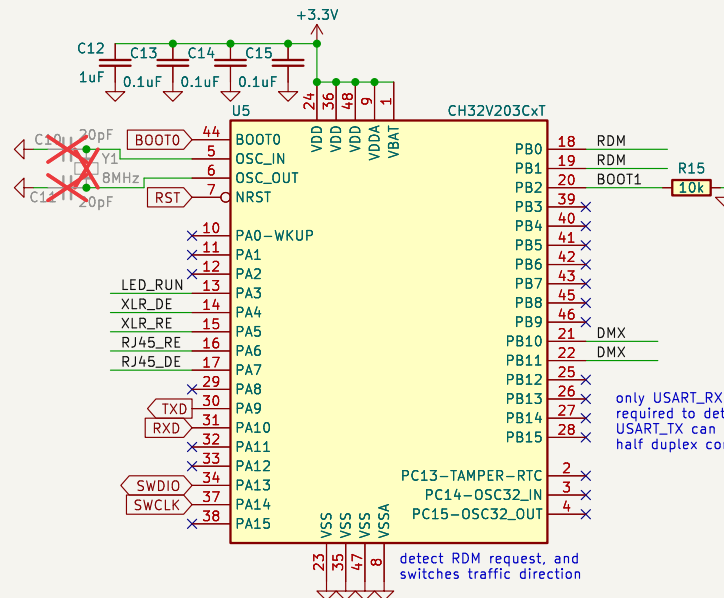 +3.3V
C12 C13 C14 C15
1uF 0.1uF 0.1uF 0.1uF
24 36 48 9 1
U5 CH32V203CxT
VDD VDD VDD VDDA VBAT
C10 20pF
Y1
8MHz
C11 20pF
BOOT0 44 BOOT0
5 OSC_IN
6 OSC_OUT
RST 7 NRST
10 PA0-WKUP
11 PA1
12 PA2
LED_RUN 13 PA3
XLR_DE 14 PA4
XLR_RE 15 PA5
RJ45_RE 16 PA6
RJ45_DE 17 PA7
29 PA8
TXD 30 PA9
RXD 31 PA10
32 PA11
33 PA12
SWDIO 34 PA13
SWCLK 37 PA14
38 PA15
PB0 18 RDM
PB1 19 RDM
PB2 20 BOOT1
R15
10k
PB3 39
PB4 40
PB5 41
PB6 42
PB7 43
PB8 45
PB9 46
PB10 21 DMX
PB11 22 DMX
PB12 25
PB13 26
PB14 27
PB15 28
PC13-TAMPER-RTC 2
PC14-OSC32_IN 3
PC15-OSC32_OUT 4
VSS VSS VSS VSSA
23 35 47 8
only USART_RX
required to det
USART_TX can
half duplex co
detect RDM request, and
switches traffic direction